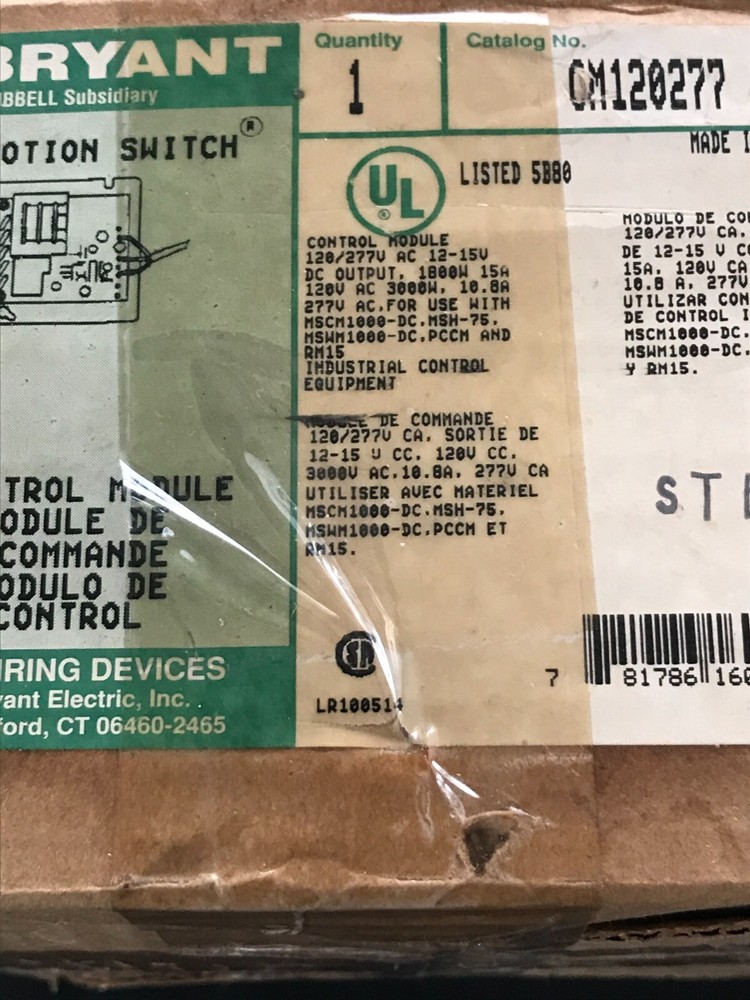 BRYANT
BBELL Subsidiary
OTION SWITCH®
TROL MODULE
ODULE DE
COMMANDE
ODULO DE
CONTROL
RING DEVICES
yant Electric, Inc.
ford, CT 06460-2465
Quantity
1
Catalog No.
CM120277
MADE I
UL
®
LISTED 5B80
CONTROL MODULE
120/277V AC 12-15V
DC OUTPUT, 1800W 15A
120V AC 3000W, 10.8A
277V AC.FOR USE WITH
MSCM1000-DC.MSH-75.
MSWM1000-DC.PCCM AND
RM15
INDUSTRIAL CONTROL
EQUIPMENT
DE COMMANDE
120/277V CA. SORTIE DE
12-15 V CC. 120V CC.
3000V AC.10.8A. 277V CA
UTILISER AVEC MATERIEL
MSCM1000-DC.MSH-75.
MSWM1000-DC.PCCM ET
RM15.
LR100514
MODULO DE CO
120/277V CA.
DE 12-15 V C
15A. 120V CA
10.8 A. 277V
UTILIZAR CON
DE CONTROL I
MSCM1000-DC.
MSWM1000-DC.
Y RM15.
ST
7 81786 160